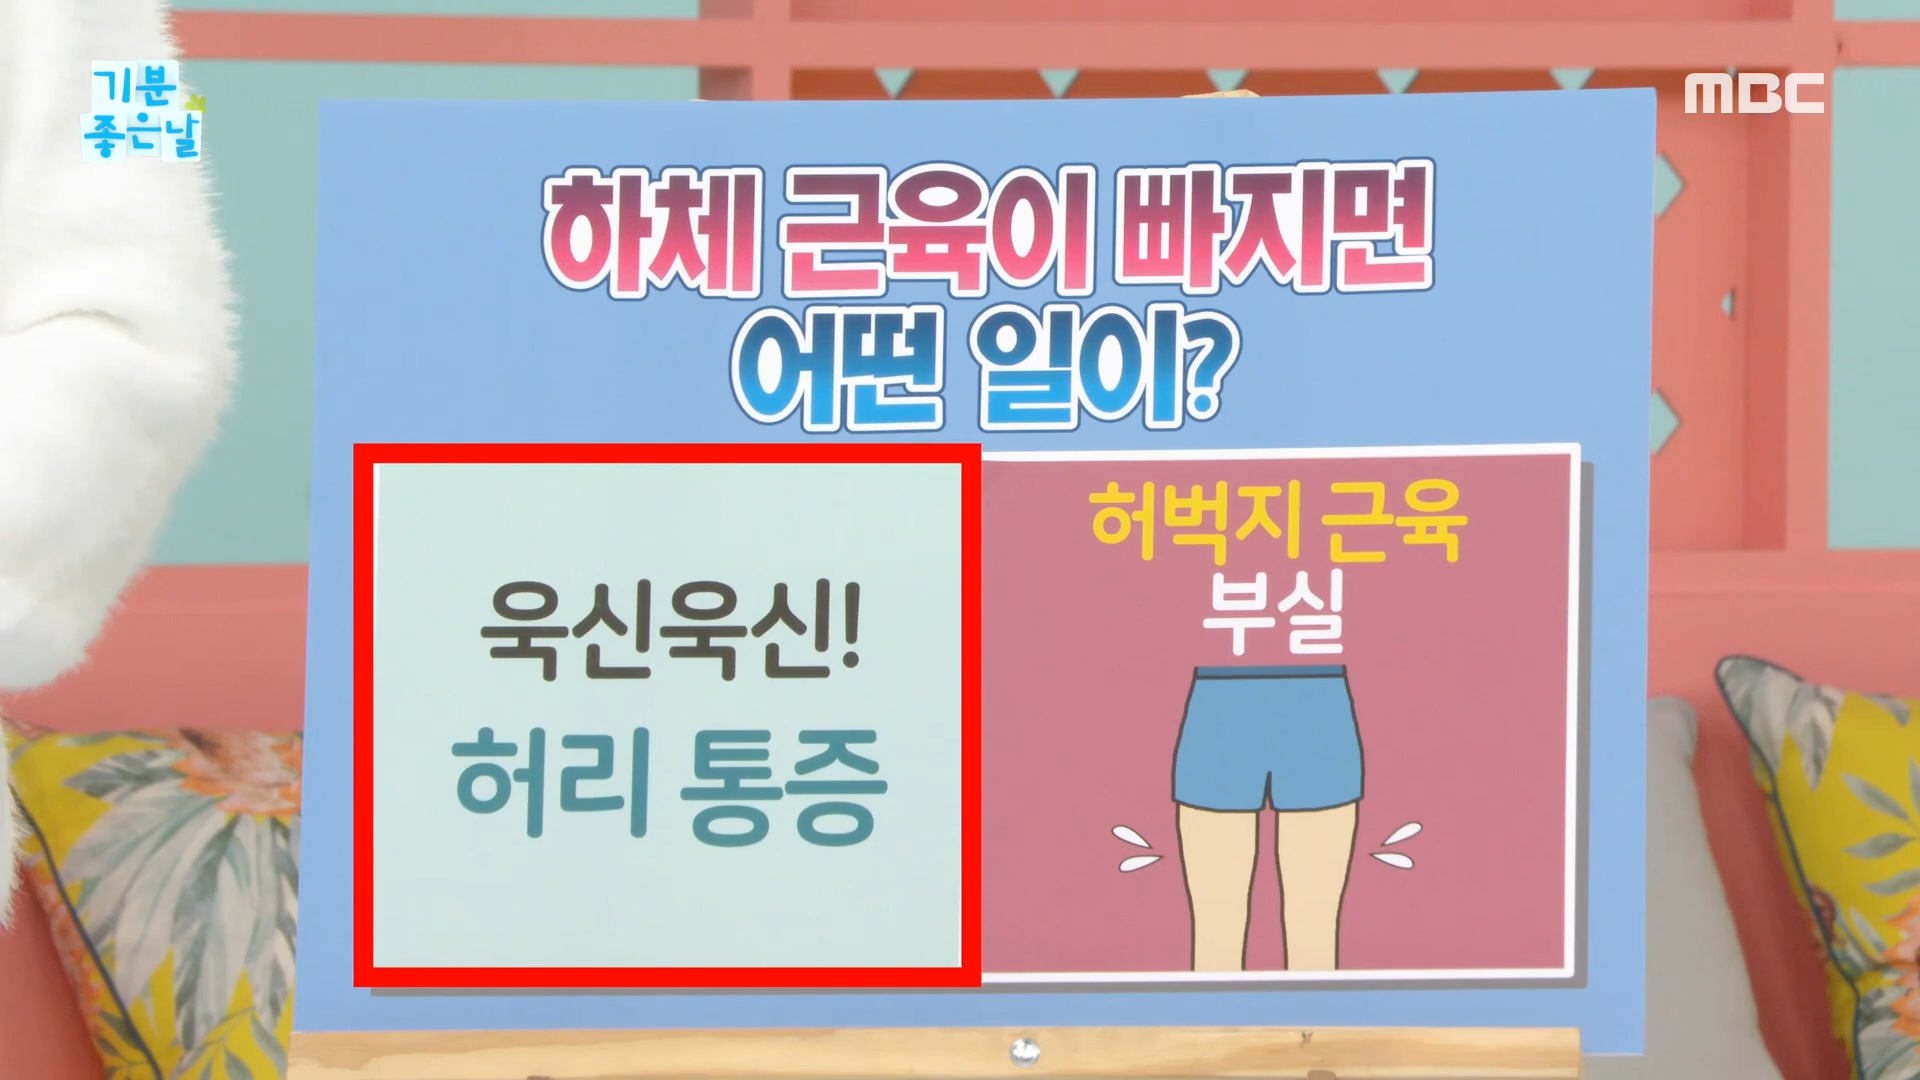 기분
좋은날
MBC
하체 근육이 빠지면
어떤 일이?
욱신욱신!
허리 통증
허벅지 근육
부실